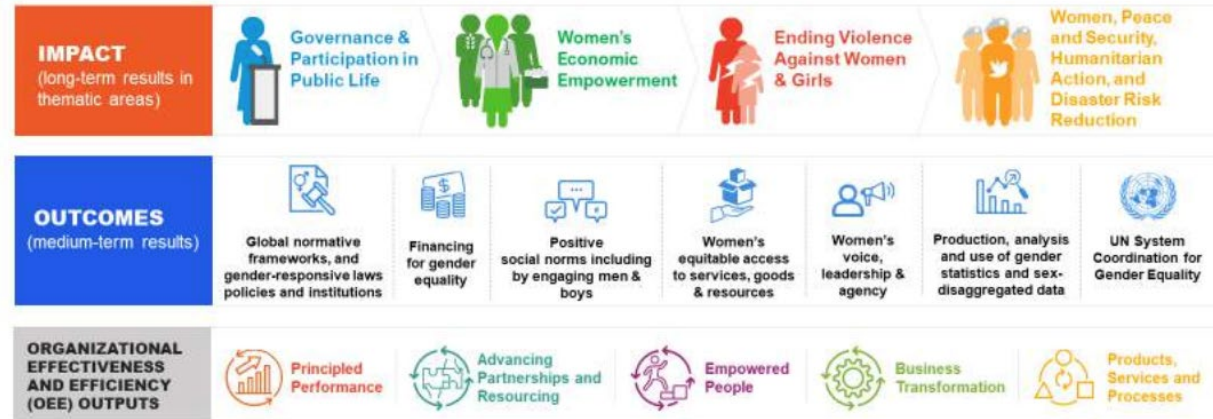 IMPACT
(long-term results in
thematic areas)
Governance &
Participation in
Public Life
Women's
Economic
Empowerment
Ending Violence
Against Women
& Girls
Women, Peace
and Security,
Humanitarian
Action, and
Disaster Risk
Reduction
OUTCOMES
(medium-term results)
Global normative
frameworks, and
gender-responsive laws
policies and institutions
$
Financing
for gender
equality
Positive
social norms including
by engaging men &
boys
Women's
equitable access
to services, goods
& resources
Women's
voice,
leadership &
agency
Production, analysis
and use of gender
statistics and sex-
disaggregated data
UN System
Coordination for
Gender Equality
ORGANIZATIONAL
EFFECTIVENESS
AND EFFICIENCY
(OEE) OUTPUTS
Principled
Performance
Advancing
Partnerships and
Resourcing
Empowered
People
Business
Transformation
Products,
Services and
Processes